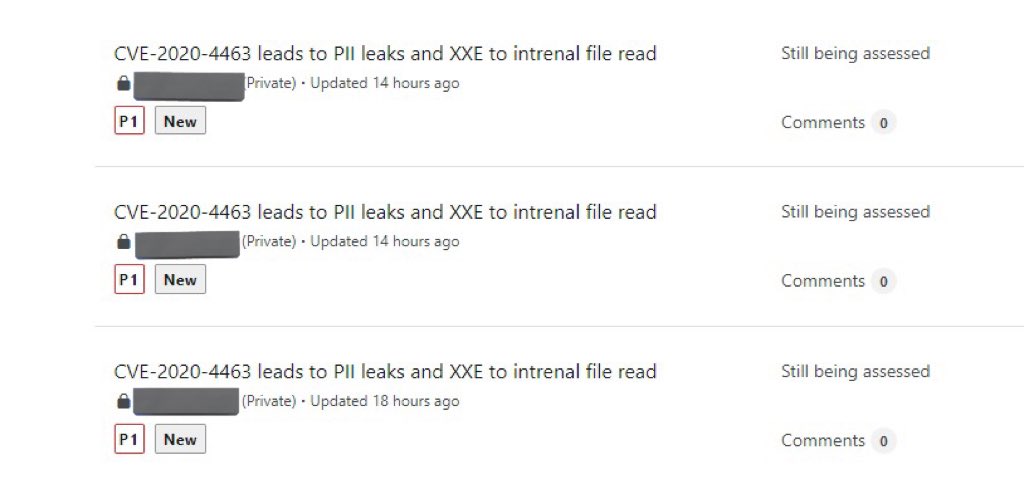 CVE-2020-4463 leads to PII leaks and XXE to intrenal file read
Still being assessed
(Private) • Updated 14 hours ago
P1 New
Comments 0
CVE-2020-4463 leads to PII leaks and XXE to intrenal file read
Still being assessed
(Private) • Updated 14 hours ago
P1 New
Comments 0
CVE-2020-4463 leads to PII leaks and XXE to intrenal file read
Still being assessed
(Private) • Updated 18 hours ago
P1 New
Comments 0